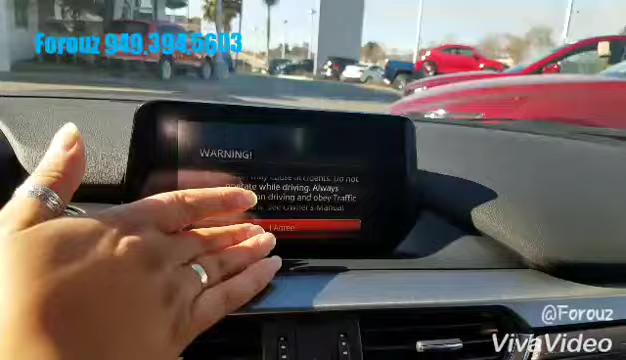 Forouz 949.394.5603
WARNING!
may cause accidents. Do not
operate while driving. Always
on driving and obey Traffic
See Owner's Manual
I Agree
@Forouz
VivaVideo